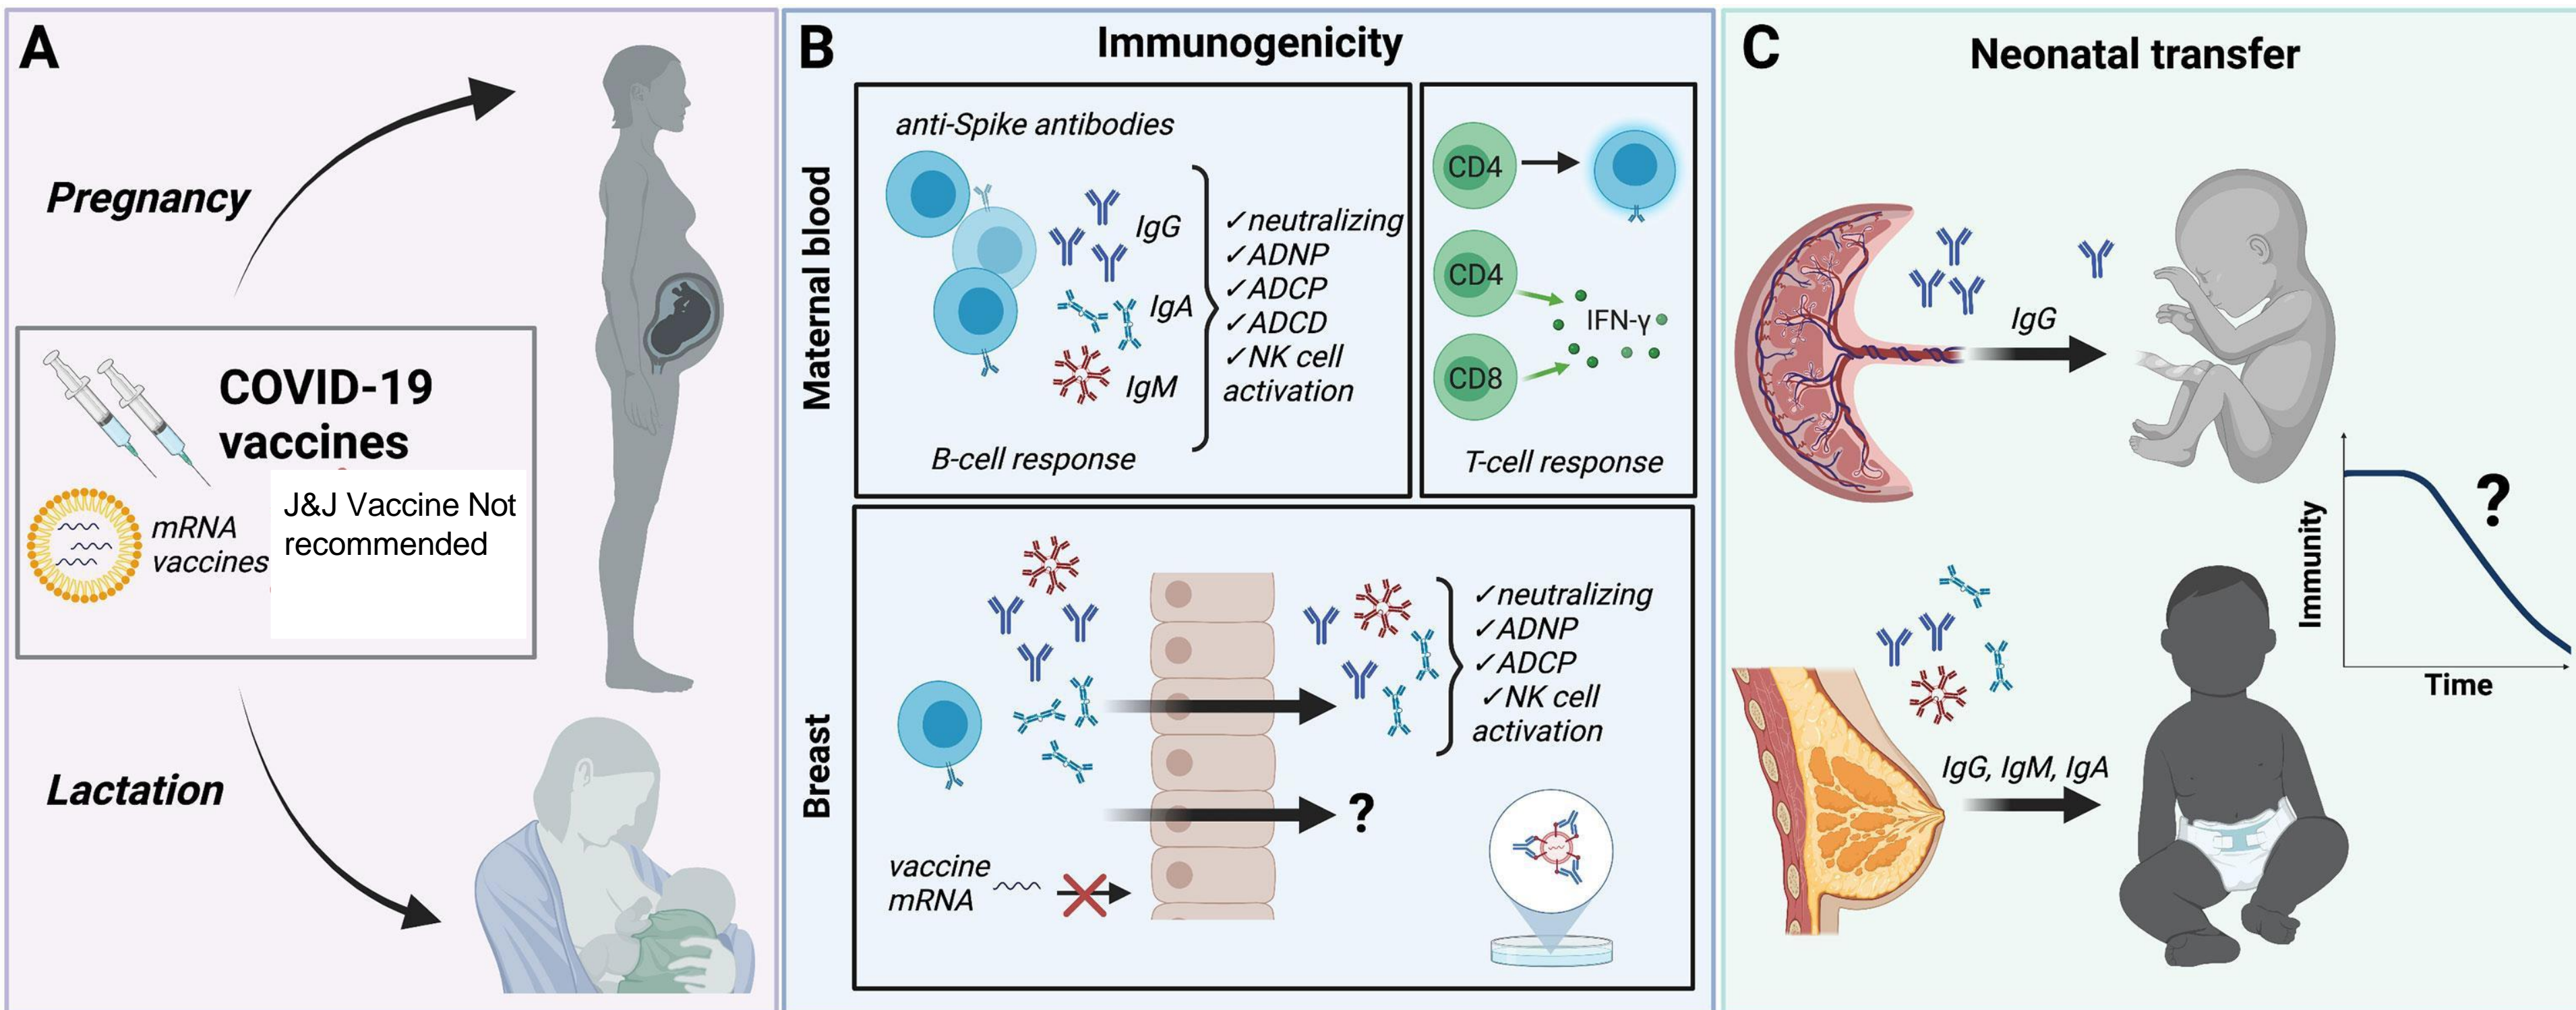 A
Pregnancy
COVID-19
vaccines
mRNA
vaccines
J&J Vaccine Not
recommended
Lactation
B
Immunogenicity
Maternal blood
anti-Spike antibodies
IgG
IgA
IgM
✓neutralizing
✓ADNP
✓ADCP
✓ADCD
✓NK cell
activation
B-cell response
CD4
CD4
CD8
IFN-γ
T-cell response
Breast
✓neutralizing
✓ADNP
✓ADCP
✓NK cell
activation
?
vaccine
mRNA
C
Neonatal transfer
IgG
Immunity
?
Time
IgG, IgM, IgA